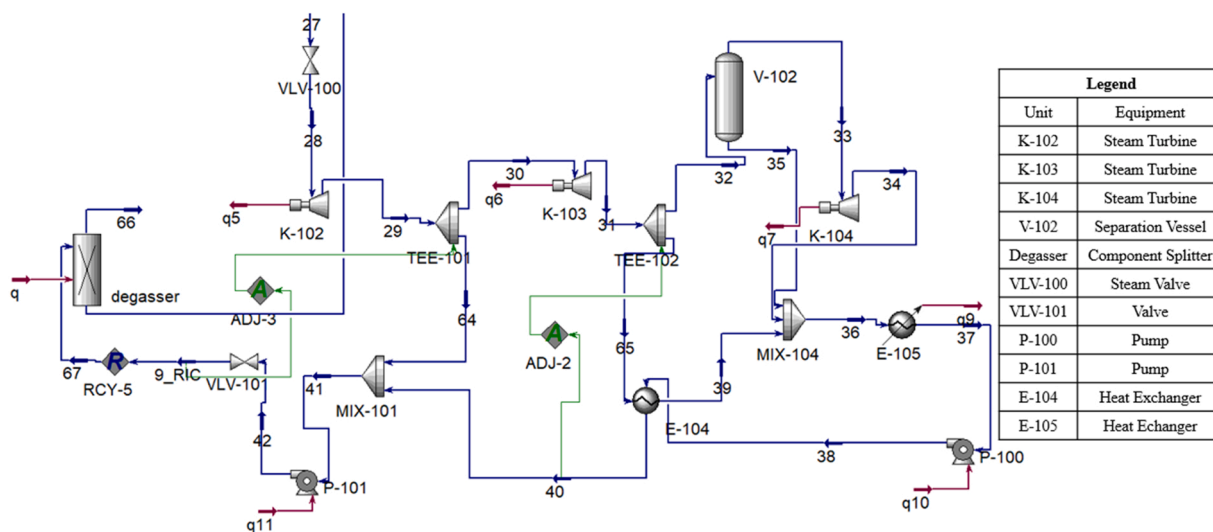 27
VLV-100
28
q5
K-102
29
TEE-101
30
q6
K-103
31
TEE-102
32
V-102
33
35
34
q7
K-104
66
q
degasser
ADJ-3
A
64
ADJ-2
A
65
MIX-104
36
E-105
q9
37
67
R
RCY-5
9_RIC
VLV-101
41
MIX-101
39
E-104
42
P-101
q11
40
38
P-100
q10
Legend
Unit Equipment
K-102 Steam Turbine
K-103 Steam Turbine
K-104 Steam Turbine
V-102 Separation Vessel
Degasser Component Splitter
VLV-100 Steam Valve
VLV-101 Valve
P-100 Pump
P-101 Pump
E-104 Heat Exchanger
E-105 Heat Echanger